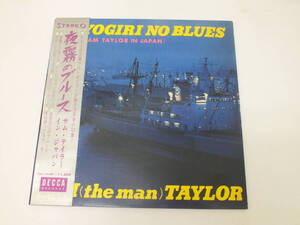 STEREO
YOGIRI NO BLUES
SAM TAYLOR IN JAPAN
夜霧のブルース
サム・テイラー
イン・ジャパン
DECCA
(the man) TAYLOR